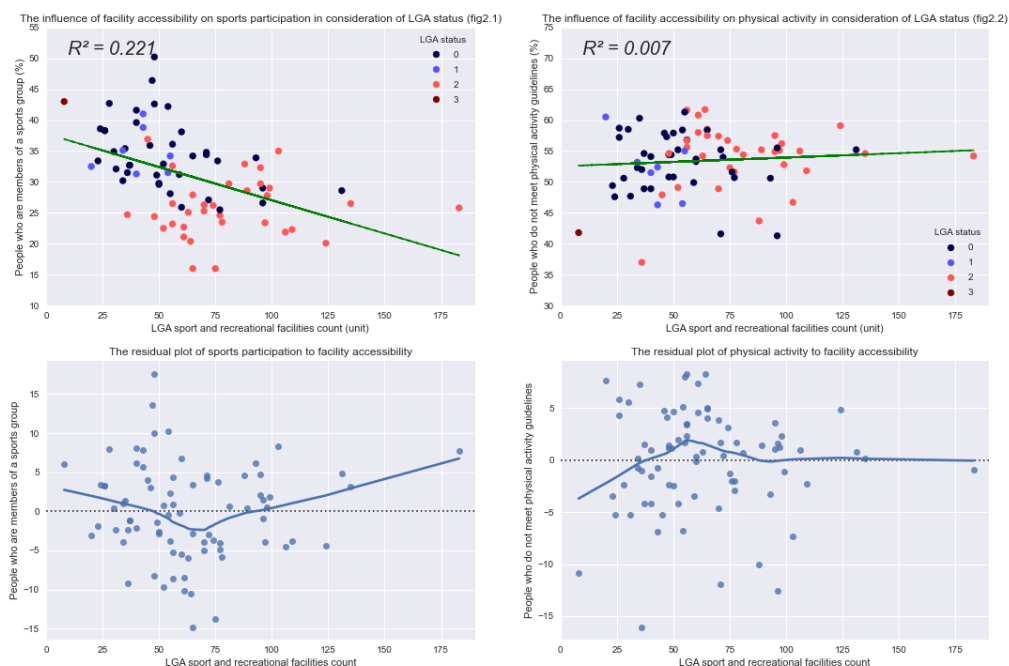 The influence of facility accessibility on sports participation in consideration of LGA status (fig2.1)
55
50
45
40
35
30
25
20
15
10
People who are members of a sports group (%)
R² = 0.221
LGA status
0
1
2
3
0 25 50 75 100 125 150 175
LGA sport and recreational facilities count (unit)
The influence of facility accessibility on physical activity in consideration of LGA status (fig2.2)
75
70
65
60
55
50
45
40
35
30
People who do not meet physical activity guidelines (%)
R² = 0.007
LGA status
0
1
2
3
0 25 50 75 100 125 150 175
LGA sport and recreational facilities count (unit)
The residual plot of sports participation to facility accessibility
15
10
5
0
−5
−10
−15
People who are members of a sports group
0 25 50 75 100 125 150 175
LGA sport and recreational facilities count
The residual plot of physical activity to facility accessibility
5
0
−5
−10
−15
People who do not meet physical activity guidelines
0 25 50 75 100 125 150 175
LGA sport and recreational facilities count